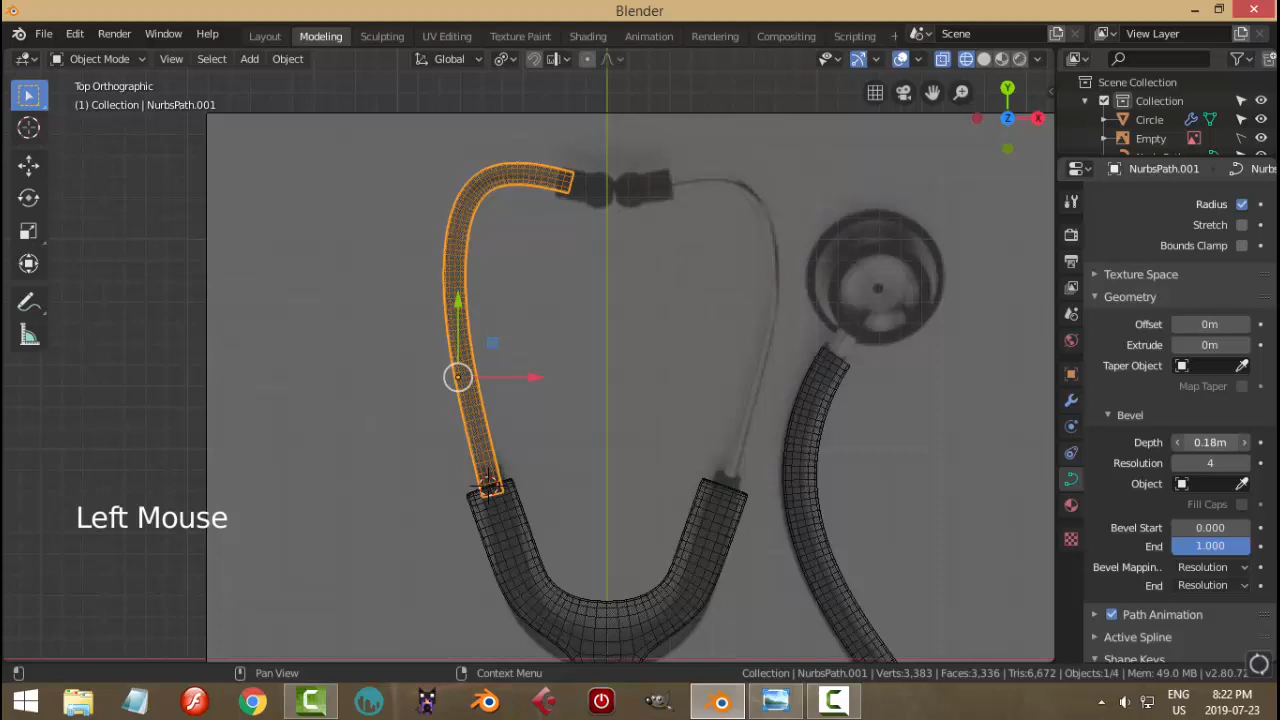 Blender
File Edit Render Window Help
Layout Modeling Sculpting UV Editing Texture Paint Shading Animation Rendering Compositing Scripting +
Scene
View Layer
Object Mode View Select Add Object
Global
Top Orthographic
(1) Collection | NurbsPath.001
Y
Z
X
Scene Collection
Collection
Circle
Empty
NurbsPath.001
Radius
Stretch
Bounds Clamp
Texture Space
Geometry
Offset 0m
Extrude 0m
Taper Object
Map Taper
Bevel
Depth 0.18m
Resolution 4
Object
Fill Caps
Bevel Start 0.000
End 1.000
Bevel Mappin.. Resolution
End Resolution
Path Animation
Active Spline
Shape Keys
Left Mouse
Pan View
Context Menu
Collection | NurbsPath.001 | Verts:3,383 | Faces:3,336 | Tris:6,672 | Objects:1/4 | Mem: 49.0 MB | v2.80.72
ENG
US
8:22 PM
2019-07-23